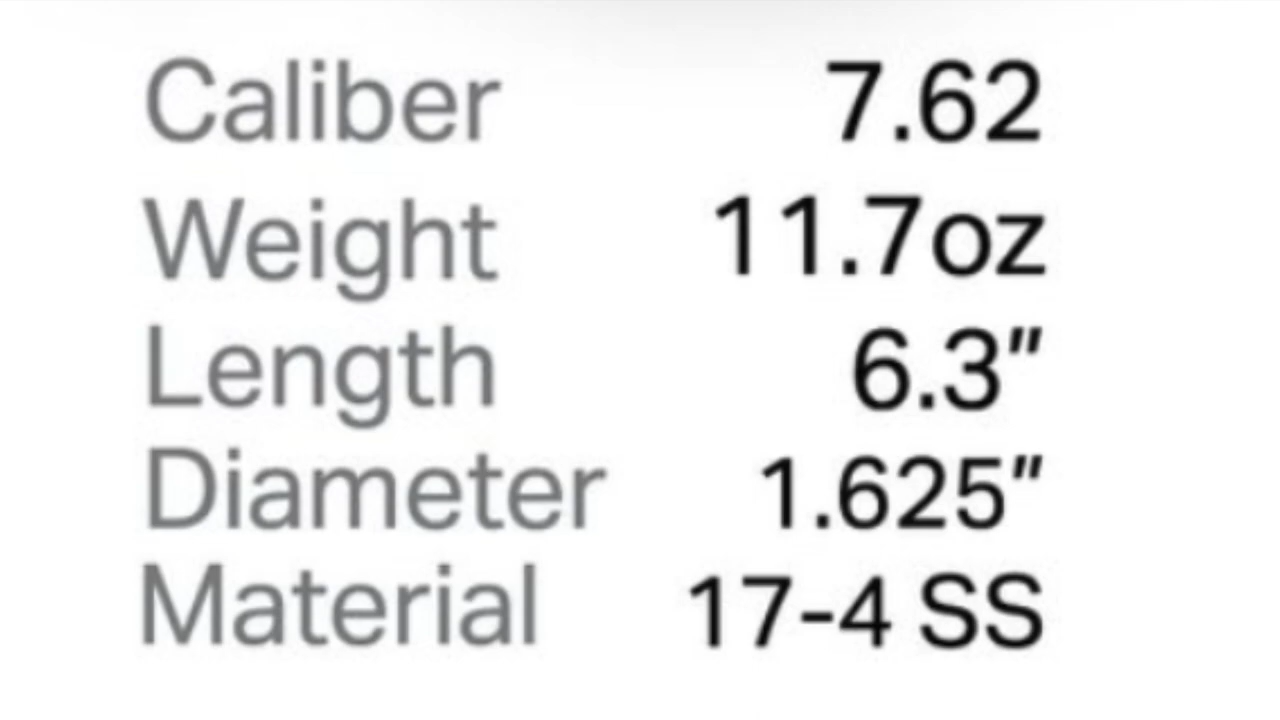 Caliber 7.62
Weight 11.7oz
Length 6.3"
Diameter 1.625"
Material 17-4 SS